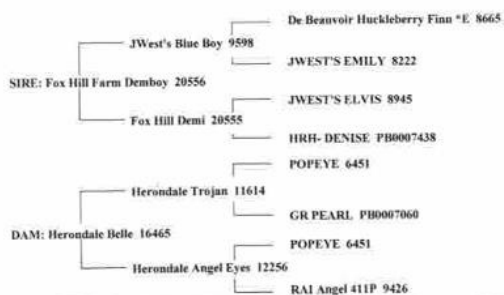 De Beauvoir Huckleberry Finn *E 8665
JWest's Blue Boy 9598
JWEST'S EMILY 8222
SIRE: Fox Hill Farm Demboy 20556
JWEST'S ELVIS 8945
Fox Hill Demi 20555
HRH- DENISE PB0007438
POPEYE 6451
Herondale Trojan 11614
GR PEARL PB0007060
DAM: Herondale Belle 16465
POPEYE 6451
Herondale Angel Eyes 12256
RAI Angel 411P 9426